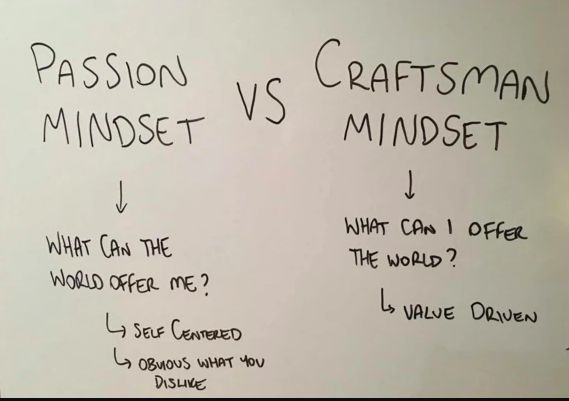 PASSION
MINDSET
VS
CRAFTSMAN
MINDSET
↓
WHAT CAN THE
WORLD OFFER ME?
↳ SELF CENTERED
↳ OBVIOUS WHAT YOU
DISLIKE
↓
WHAT CAN I OFFER
THE WORLD?
↳ VALUE DRIVEN